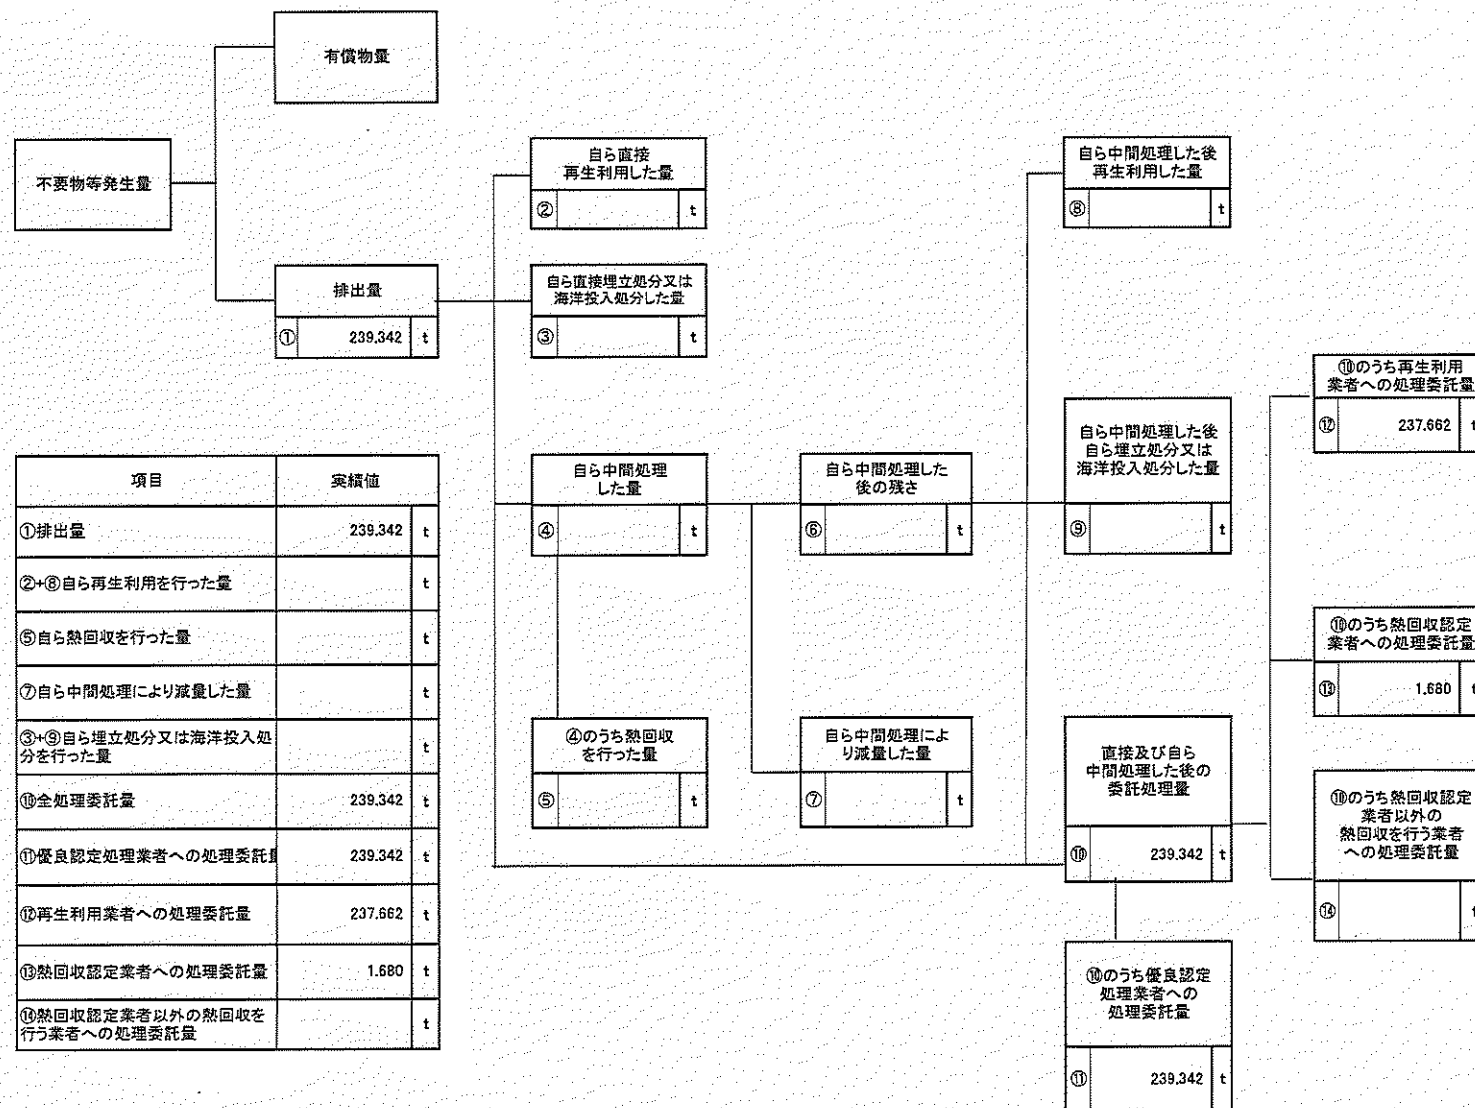 有償物量
不要物等発生量
排出量
① 239.342 t
自ら直接
再生利用した量
② t
自ら直接埋立処分又は
海洋投入処分した量
③ t
自ら中間処理
した量
④ t
④のうち熱回収
を行った量
⑤ t
自ら中間処理した
後の残さ
⑥ t
自ら中間処理によ
り減量した量
⑦ t
自ら中間処理した後
再生利用した量
⑧ t
自ら中間処理した後
自ら埋立処分又は
海洋投入処分した量
⑨ t
直接及び自ら
中間処理した後の
委託処理量
⑩ 239.342 t
⑩のうち優良認定
処理業者への
処理委託量
⑪ 239.342 t
⑩のうち再生利用
業者への処理委託量
⑫ 237.662 t
⑩のうち熱回収認定
業者への処理委託量
⑬ 1.680 t
⑩のうち熱回収認定
業者以外の
熱回収を行う業者
への処理委託量
⑭ t
項目 実績値
①排出量 239.342 t
②+⑧自ら再生利用を行った量 t
⑤自ら熱回収を行った量 t
⑦自ら中間処理により減量した量 t
③+⑨自ら埋立処分又は海洋投入処
分を行った量 t
⑩全処理委託量 239.342 t
⑪優良認定処理業者への処理委託量 239.342 t
⑫再生利用業者への処理委託量 237.662 t
⑬熱回収認定業者への処理委託量 1.680 t
⑭熱回収認定業者以外の熱回収を
行う業者への処理委託量 t